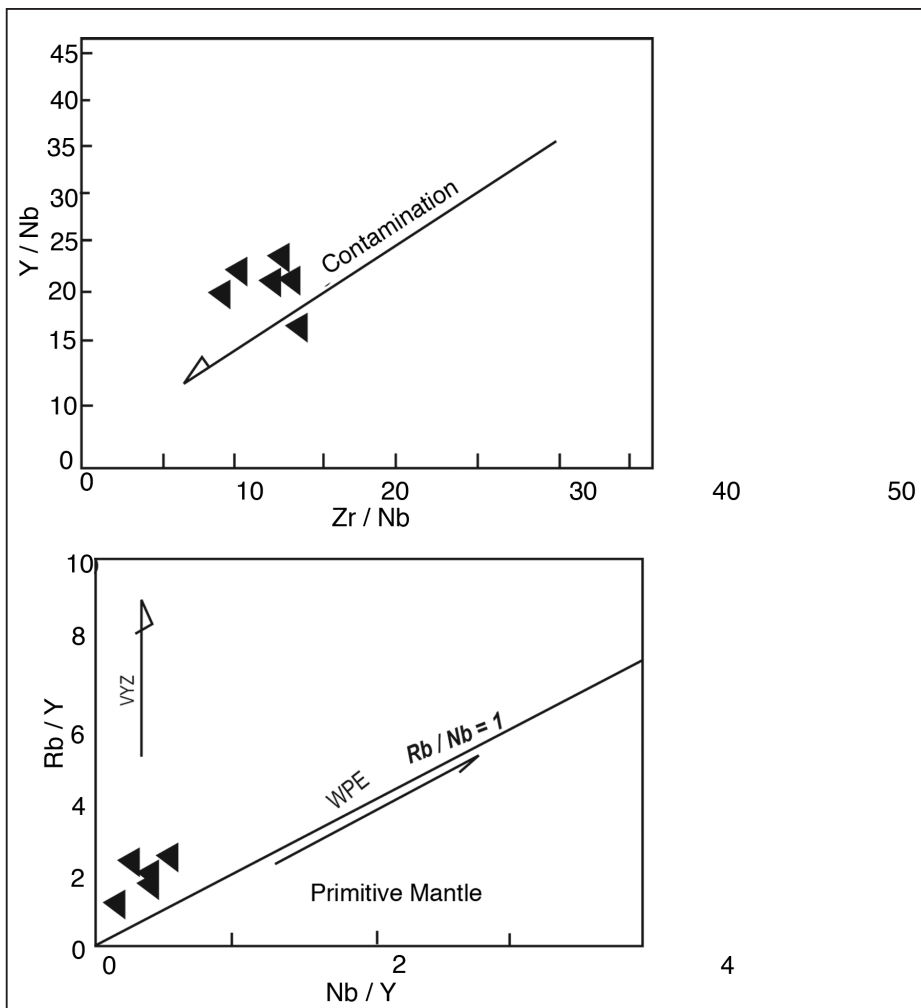 45
40
35
30
25
20
15
10
0
Y / Nb
Contamination
0 10 20 30 40 50
Zr / Nb
10
8
6
4
2
0
Rb / Y
VYZ
WPE
Rb / Nb = 1
Primitive Mantle
0 2 4
Nb / Y